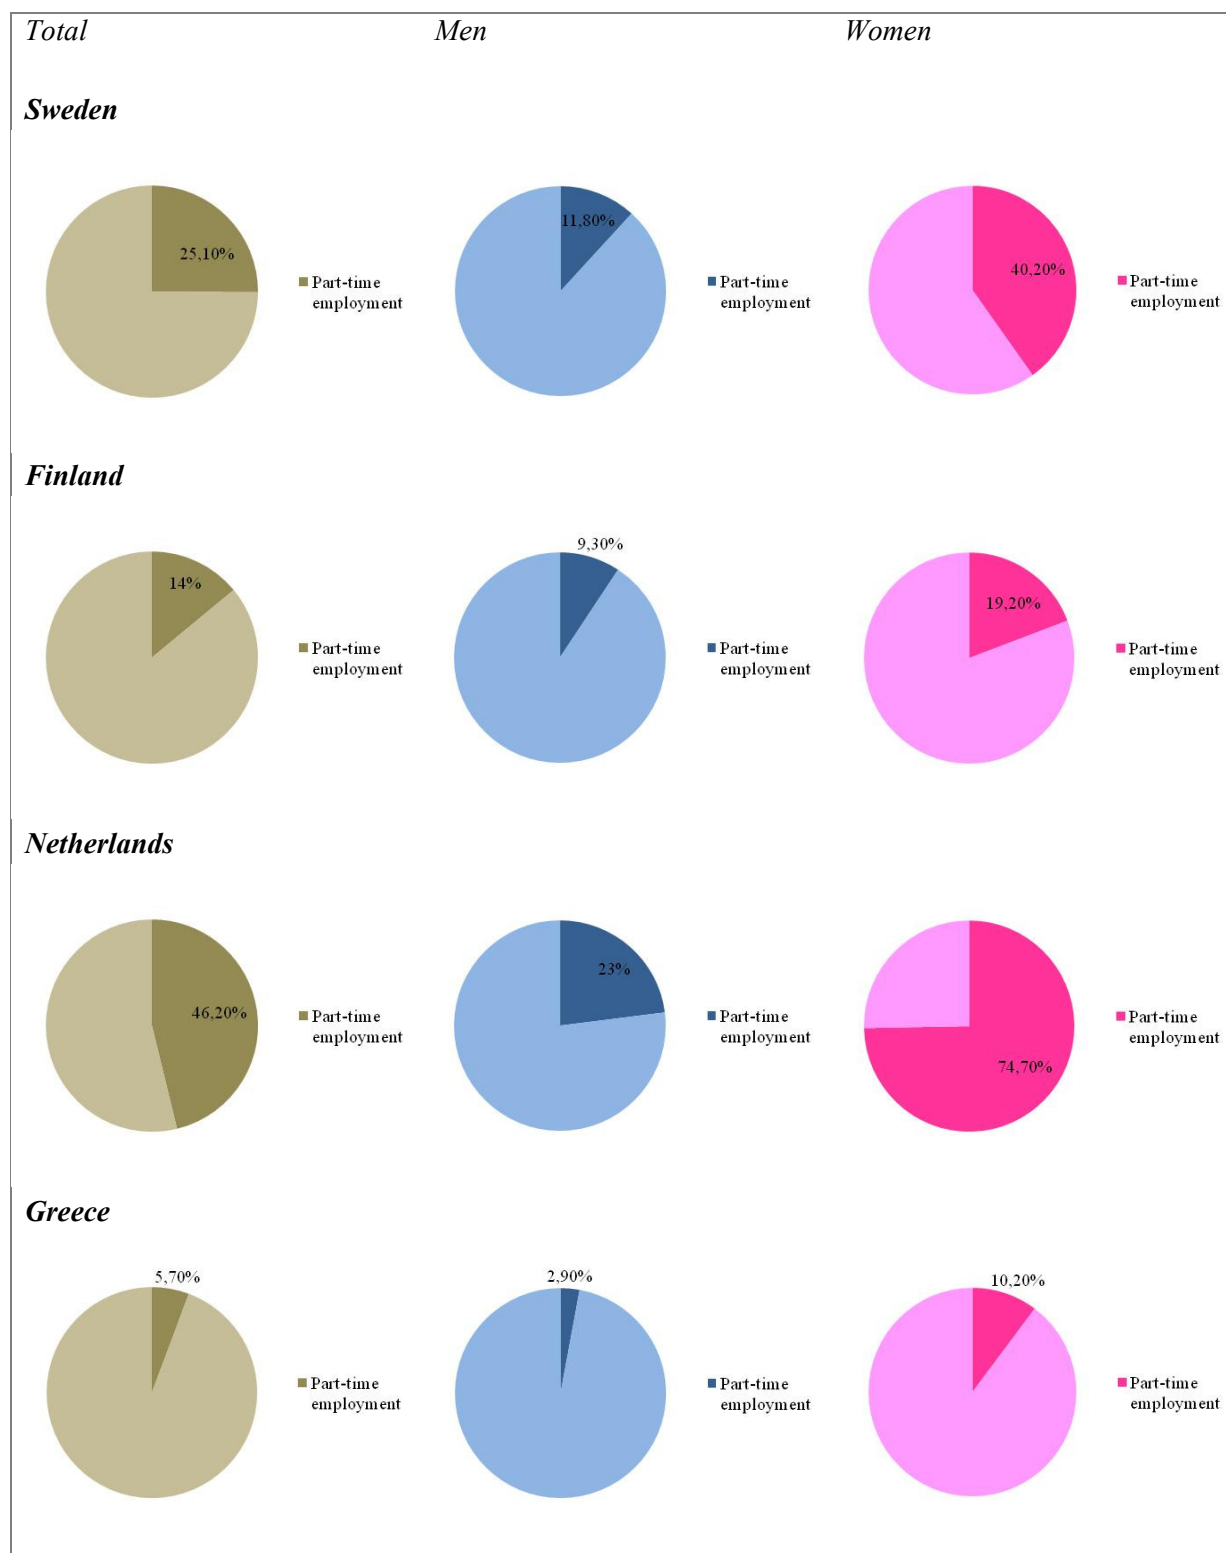 Total Men Women
Sweden
25,10%
Part-time
employment
11,80%
Part-time
employment
40,20%
Part-time
employment
Finland
14%
Part-time
employment
9,30%
Part-time
employment
19,20%
Part-time
employment
Netherlands
46,20%
Part-time
employment
23%
Part-time
employment
74,70%
Part-time
employment
Greece
5,70%
Part-time
employment
2,90%
Part-time
employment
10,20%
Part-time
employment